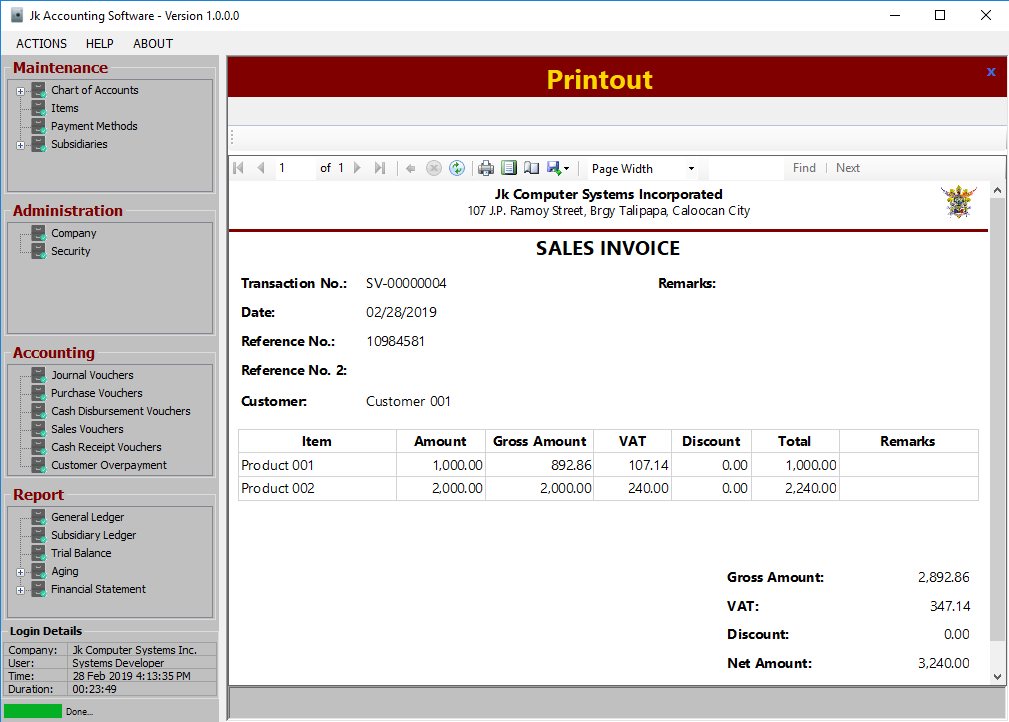 Jk Accounting Software - Version 1.0.0.0
ACTIONS HELP ABOUT
Maintenance
Chart of Accounts
Items
Payment Methods
Subsidiaries
Administration
Company
Security
Accounting
Journal Vouchers
Purchase Vouchers
Cash Disbursement Vouchers
Sales Vouchers
Cash Receipt Vouchers
Customer Overpayment
Report
General Ledger
Subsidiary Ledger
Trial Balance
Aging
Financial Statement
Login Details
Company: Jk Computer Systems Inc.
User: Systems Developer
Time: 28 Feb 2019 4:13:35 PM
Duration: 00:23:49
Done...
Printout x
1 of 1 Page Width Find Next
Jk Computer Systems Incorporated
107 J.P. Ramoy Street, Brgy Talipapa, Caloocan City
SALES INVOICE
Transaction No.: SV-00000004 Remarks:
Date: 02/28/2019
Reference No.: 10984581
Reference No. 2:
Customer: Customer 001
Item Amount Gross Amount VAT Discount Total Remarks
Product 001 1,000.00 892.86 107.14 0.00 1,000.00
Product 002 2,000.00 2,000.00 240.00 0.00 2,240.00
Gross Amount: 2,892.86
VAT: 347.14
Discount: 0.00
Net Amount: 3,240.00